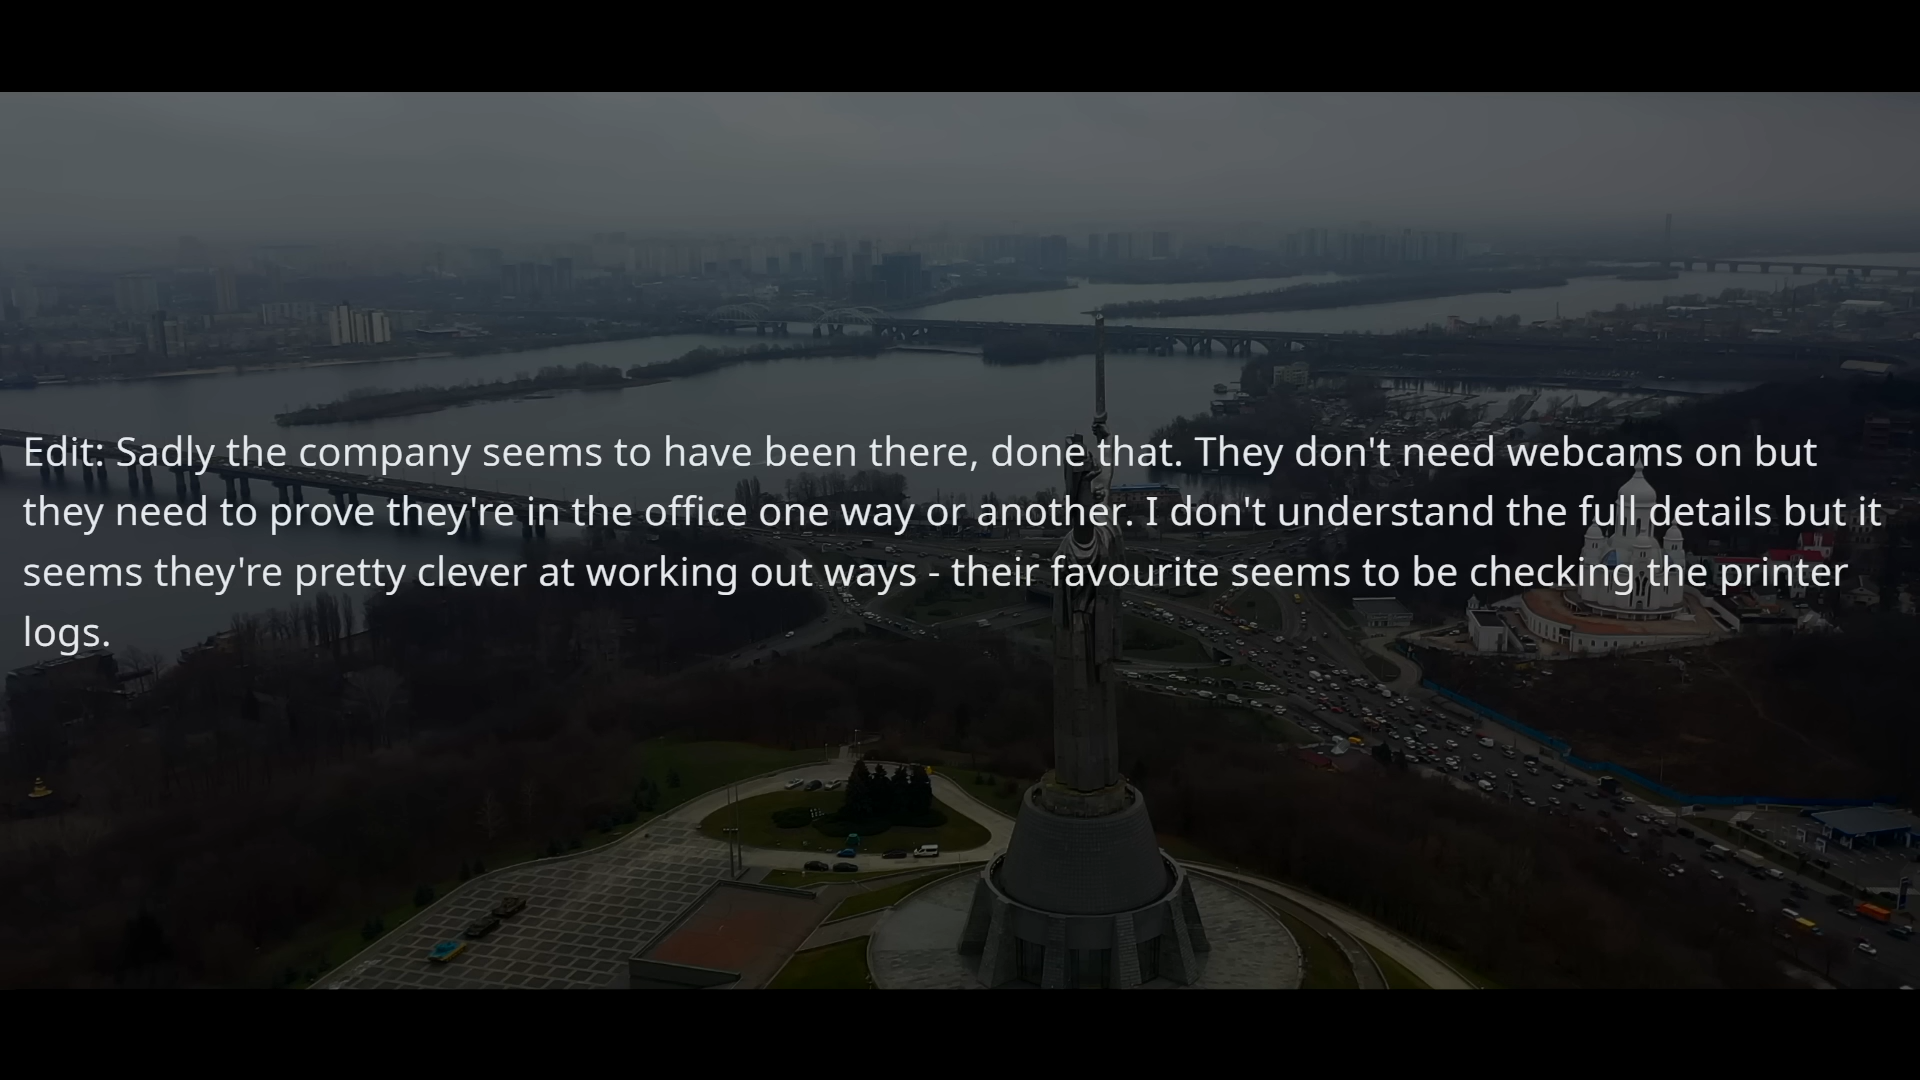 Edit: Sadly the company seems to have been there, done that. They don't need webcams on but
they need to prove they're in the office one way or another. I don't understand the full details but it
seems they're pretty clever at working out ways - their favourite seems to be checking the printer
logs.